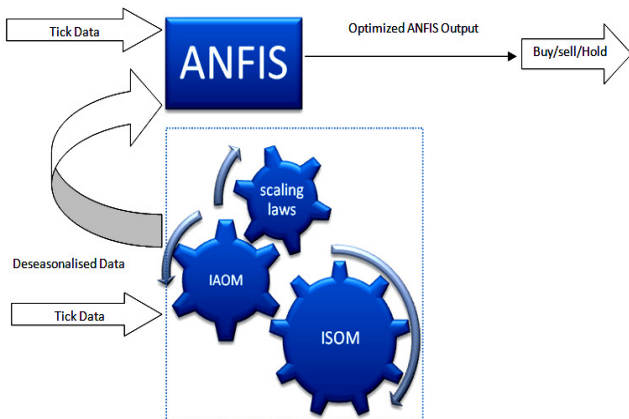 Tick Data
ANFIS
Optimized ANFIS Output
Buy/sell/Hold
scaling
laws
Deseasonalised Data
IAOM
Tick Data
ISOM